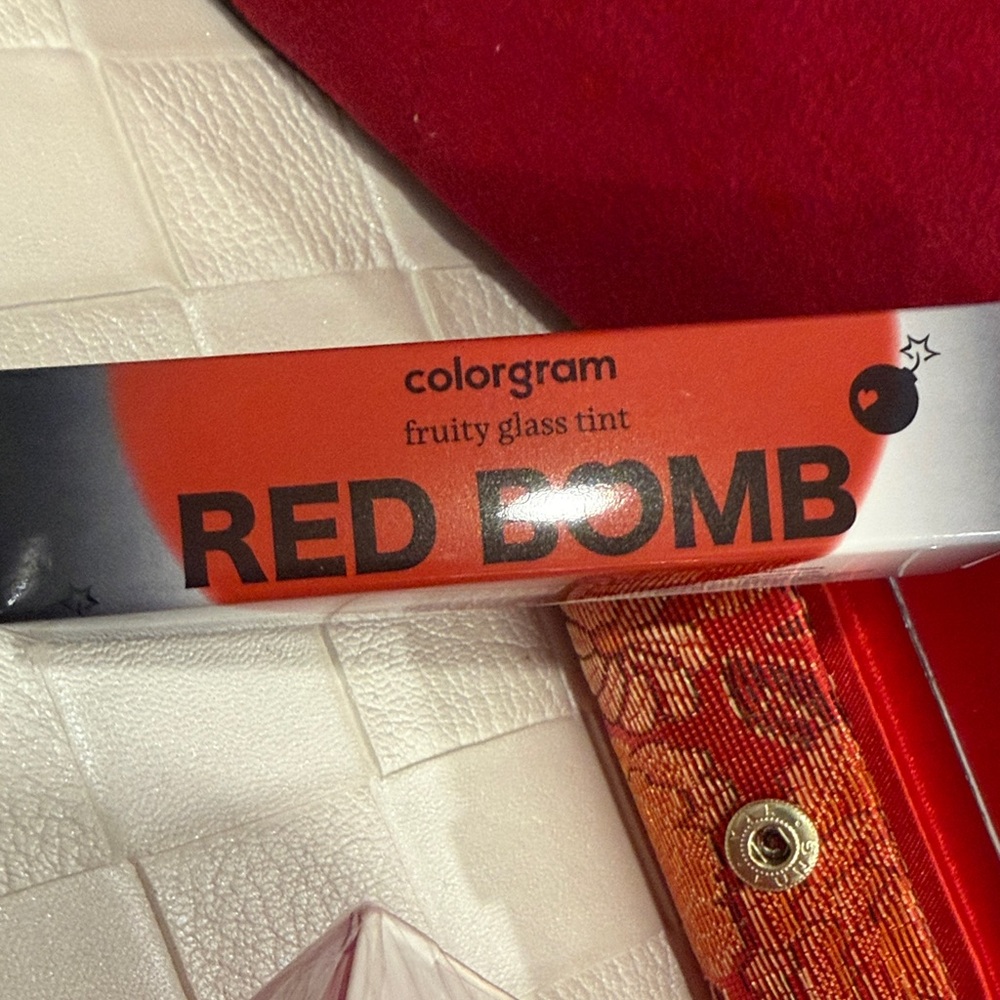 colorgram
fruity glass tint
RED BOMB